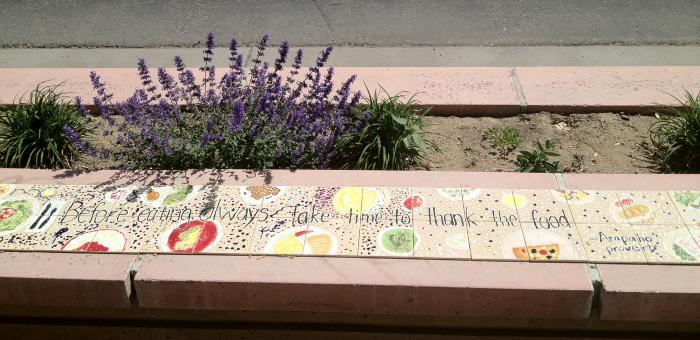 Before eating always take time to thank the food
Arapaho
proverb